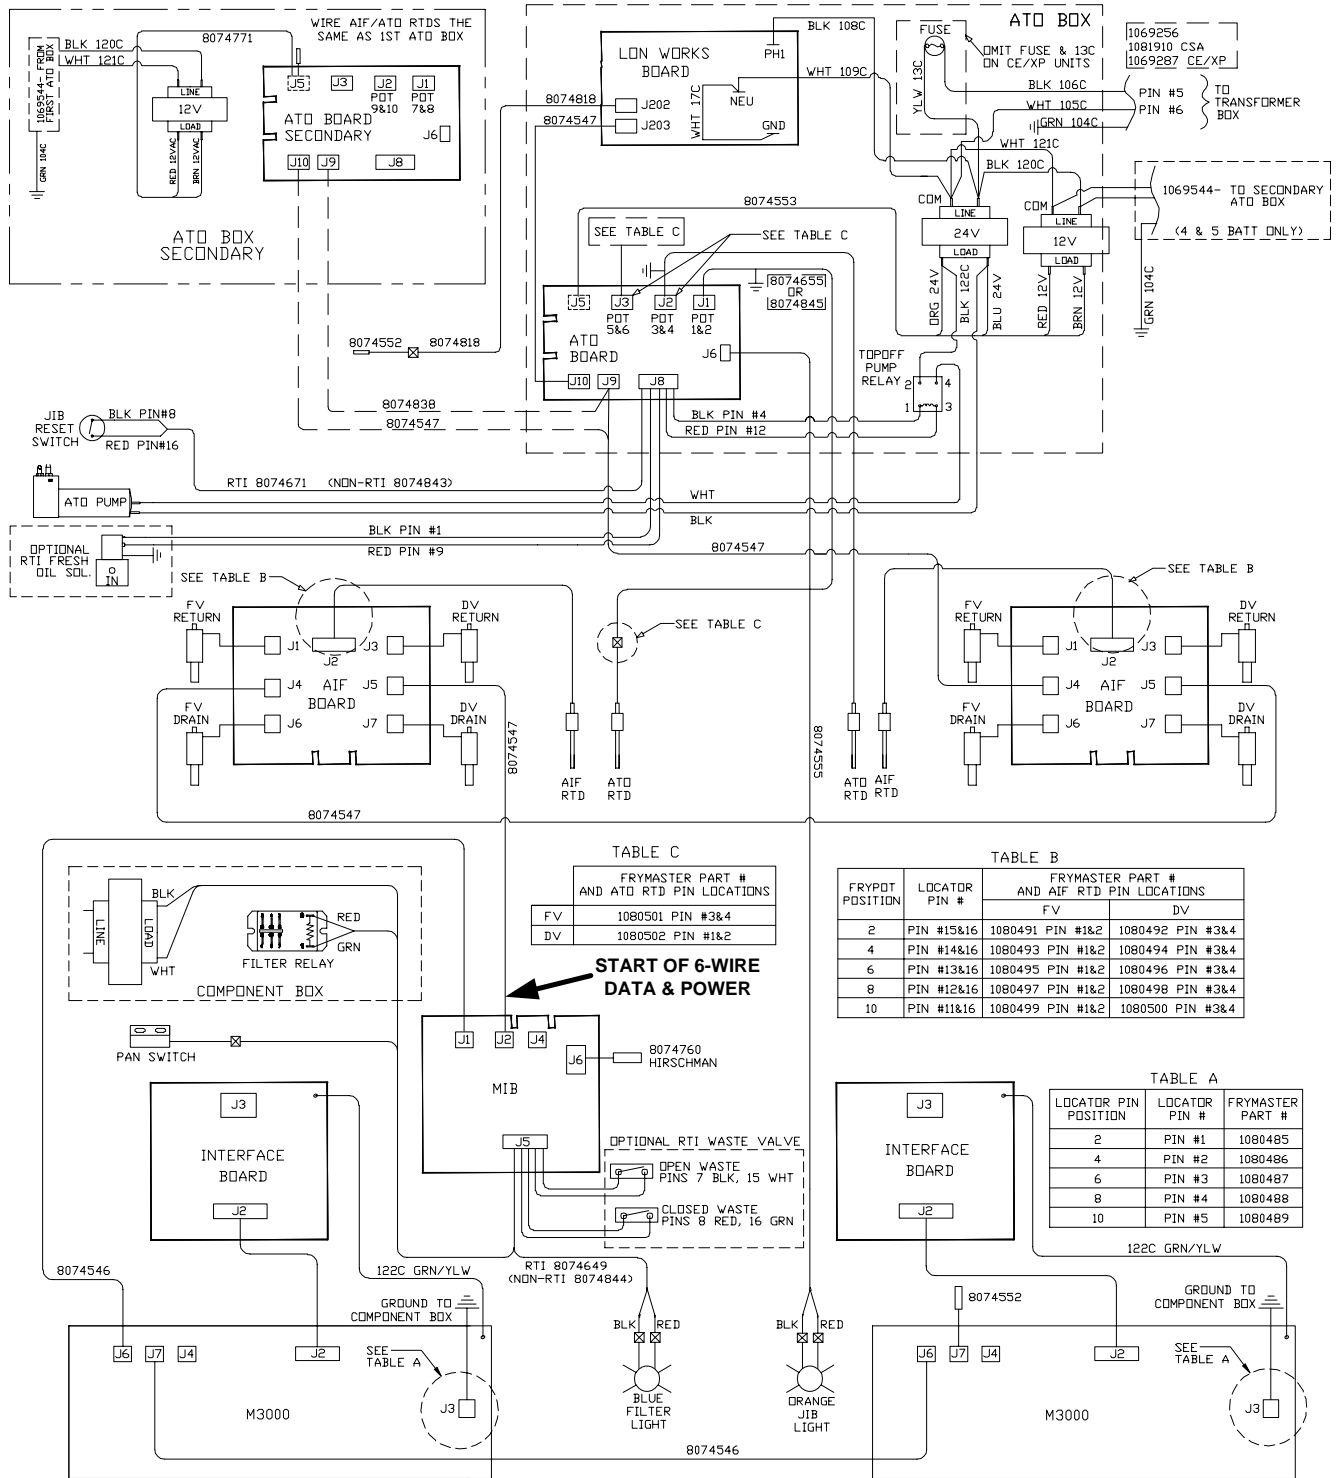 WIRE AIF/ATO RTDS THE
SAME AS 1ST ATO BOX
1069544- FROM
FIRST ATO BOX
BLK 120C
WHT 121C
8074771
LINE
12V
LOAD
RED 12VAC
BRN 12VAC
GRN 104C
J5
J3
J2
J1
POT
9&10
POT
7&8
ATO BOARD
SECONDARY
J6
J10
J9
J8
ATO BOX
SECONDARY
ATO BOX
BLK 108C
LON WORKS
BOARD
PH1
WHT 109C
WHT 17C
NEU
GND
J202
J203
8074818
8074547
FUSE
YLW 13C
OMIT FUSE & 13C
ON CE/XP UNITS
1069256
1081910 CSA
1069287 CE/XP
BLK 106C
WHT 105C
GRN 104C
PIN #5
PIN #6
TO
TRANSFORMER
BOX
WHT 121C
BLK 120C
COM
LINE
24V
LOAD
COM
LINE
12V
LOAD
1069544- TO SECONDARY
ATO BOX
(4 & 5 BATT ONLY)
GRN 104C
ORG 24V
BLK 122C
BLU 24V
RED 12V
BRN 12V
8074553
SEE TABLE C
SEE TABLE C
8074655
OR
8074845
J5
J3
J2
J1
POT
5&6
POT
3&4
POT
1&2
ATO
BOARD
J6
J10
J9
J8
TOPOFF
PUMP
RELAY
2
4
1
3
8074552
8074818
8074838
8074547
BLK PIN #4
RED PIN #12
JIB
RESET
SWITCH
BLK PIN#8
RED PIN#16
RTI 8074671 (NON-RTI 8074843)
ATO PUMP
WHT
BLK
OPTIONAL
RTI FRESH
OIL SOL.
O
IN
BLK PIN #1
RED PIN #9
8074547
SEE TABLE B
SEE TABLE C
SEE TABLE B
FV
RETURN
DV
RETURN
J1
J2
J3
J4
AIF
BOARD
J5
J6
J7
FV
DRAIN
DV
DRAIN
8074547
AIF
RTD
ATO
RTD
8074555
ATO
RTD
AIF
RTD
FV
RETURN
DV
RETURN
J1
J2
J3
J4
AIF
BOARD
J5
J6
J7
FV
DRAIN
DV
DRAIN
8074547
TABLE C
FRYMASTER PART #
AND ATO RTD PIN LOCATIONS
FV 1080501 PIN #3&4
DV 1080502 PIN #1&2
TABLE B
FRYPOT
POSITION
LOCATOR
PIN #
FRYMASTER PART #
AND AIF RTD PIN LOCATIONS
FV DV
2 PIN #15&16 1080491 PIN #1&2 1080492 PIN #3&4
4 PIN #14&16 1080493 PIN #1&2 1080494 PIN #3&4
6 PIN #13&16 1080495 PIN #1&2 1080496 PIN #3&4
8 PIN #12&16 1080497 PIN #1&2 1080498 PIN #3&4
10 PIN #11&16 1080499 PIN #1&2 1080500 PIN #3&4
LINE
LOAD
BLK
WHT
RED
GRN
FILTER RELAY
COMPONENT BOX
START OF 6-WIRE
DATA & POWER
PAN SWITCH
J1
J2
J4
J6
8074760
HIRSCHMAN
MIB
J5
OPTIONAL RTI WASTE VALVE
OPEN WASTE
PINS 7 BLK, 15 WHT
CLOSED WASTE
PINS 8 RED, 16 GRN
J3
INTERFACE
BOARD
J2
J3
INTERFACE
BOARD
J2
TABLE A
LOCATOR PIN
POSITION
LOCATOR
PIN #
FRYMASTER
PART #
2 PIN #1 1080485
4 PIN #2 1080486
6 PIN #3 1080487
8 PIN #4 1080488
10 PIN #5 1080489
8074546
122C GRN/YLW
RTI 8074649
(NON-RTI 8074844)
122C GRN/YLW
GROUND TO
COMPONENT BOX
BLK
RED
BLK
RED
8074552
GROUND TO
COMPONENT BOX
J6
J7
J4
J2
SEE
TABLE A
J3
M3000
BLUE
FILTER
LIGHT
ORANGE
JIB
LIGHT
J6
J7
J4
J2
SEE
TABLE A
J3
M3000
8074546